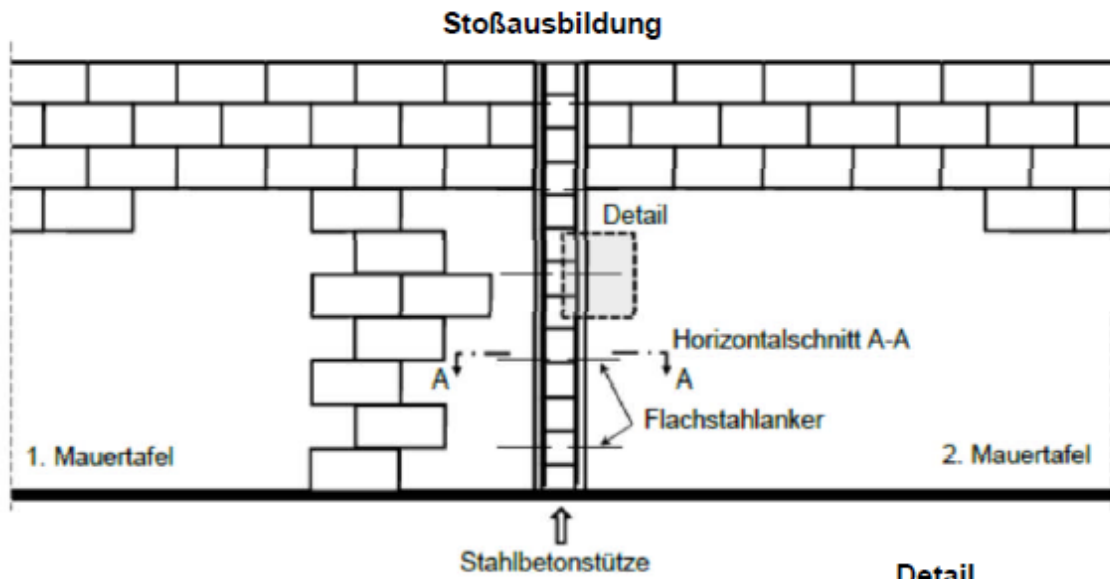 Stoßausbildung
Detail
Horizontalschnitt A-A
A
A
Flachstahlanker
1. Mauertafel
2. Mauertafel
Stahlbetonstütze
Detail